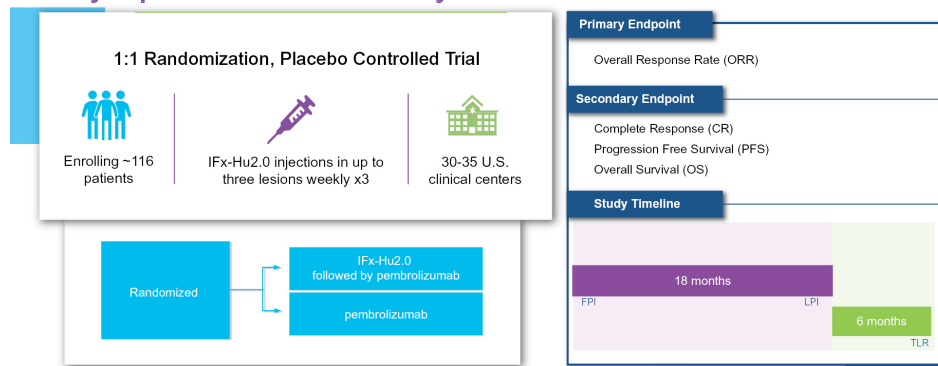 1:1 Randomization, Placebo Controlled Trial
Enrolling ~116
patients
IFx-Hu2.0 injections in up to
three lesions weekly x3
30-35 U.S.
clinical centers
Randomized
IFx-Hu2.0
followed by pembrolizumab
pembrolizumab
Primary Endpoint
Overall Response Rate (ORR)
Secondary Endpoint
Complete Response (CR)
Progression Free Survival (PFS)
Overall Survival (OS)
Study Timeline
18 months
FPI
LPI
6 months
TLR